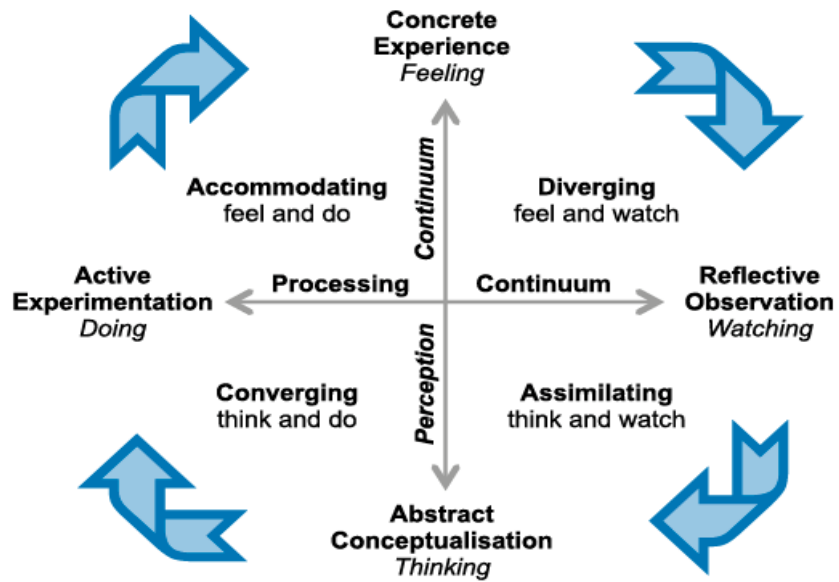 Concrete
Experience
Feeling
Continuum
Accommodating
feel and do
Diverging
feel and watch
Active
Experimentation
Doing
Processing
Continuum
Reflective
Observation
Watching
Perception
Converging
think and do
Assimilating
think and watch
Abstract
Conceptualisation
Thinking